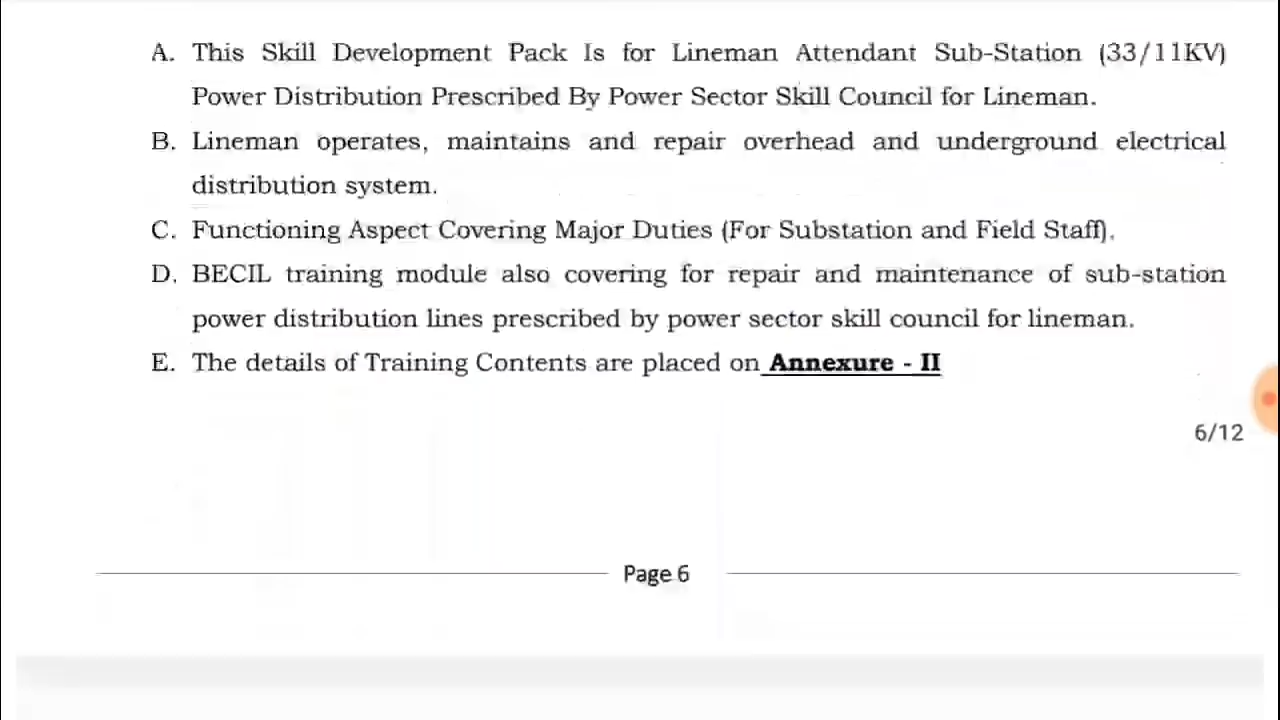 A. This Skill Development Pack Is for Lineman Attendant Sub-Station (33/11KV)
Power Distribution Prescribed By Power Sector Skill Council for Lineman.
B. Lineman operates, maintains and repair overhead and underground electrical
distribution system.
C. Functioning Aspect Covering Major Duties (For Substation and Field Staff).
D. BECIL training module also covering for repair and maintenance of sub-station
power distribution lines prescribed by power sector skill council for lineman.
E. The details of Training Contents are placed on Annexure - II
6/12
Page 6